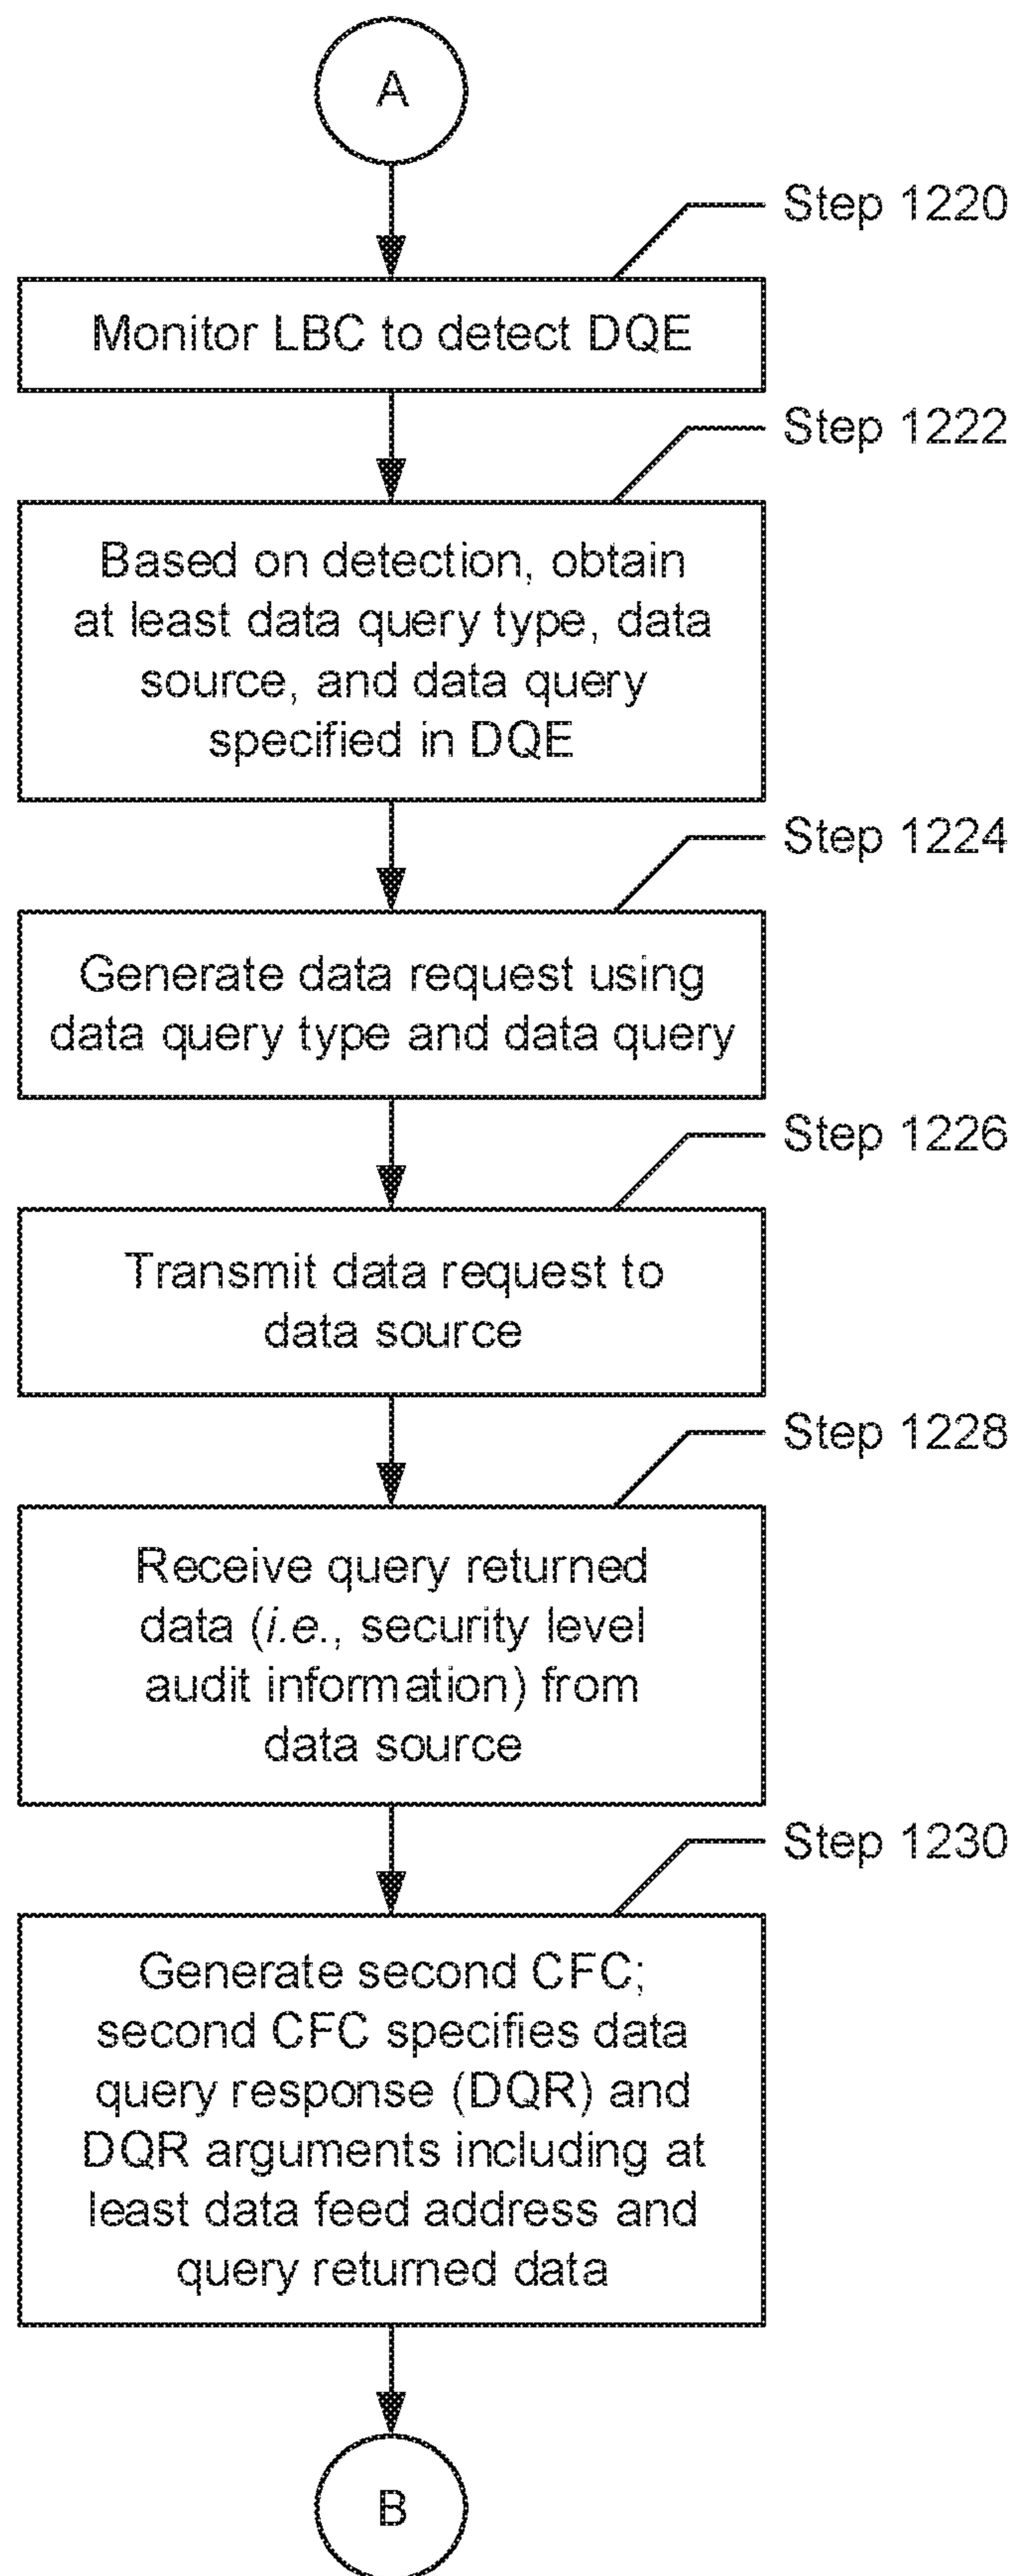 A
Step 1220
Monitor LBC to detect DQE
Step 1222
Based on detection, obtain
at least data query type, data
source, and data query
specified in DQE
Step 1224
Generate data request using
data query type and data query
Step 1226
Transmit data request to
data source
Step 1228
Receive query returned
data (i.e., security level
audit information) from
data source
Step 1230
Generate second CFC;
second CFC specifies data
query response (DQR) and
DQR arguments including at
least data feed address and
query returned data
B